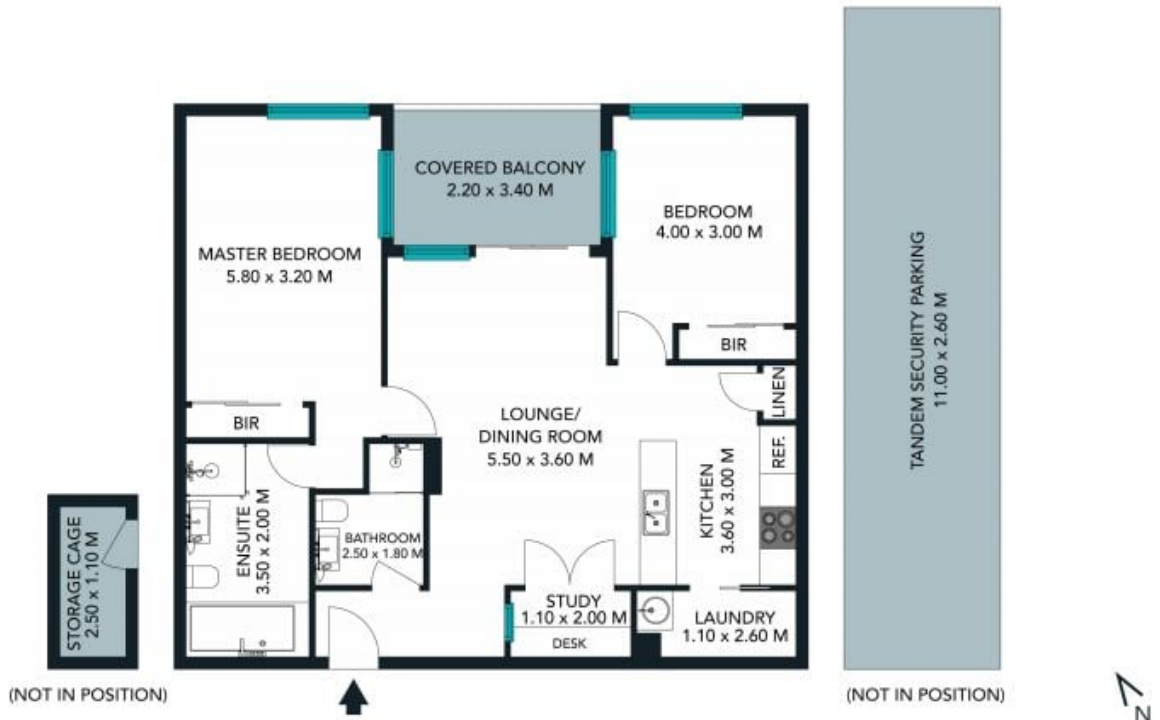 COVERED BALCONY
2.20 x 3.40 M
BEDROOM
4.00 x 3.00 M
MASTER BEDROOM
5.80 x 3.20 M
BIR
BIR
LINEN
REF.
LOUNGE/
DINING ROOM
5.50 x 3.60 M
KITCHEN
3.60 x 3.00 M
ENSUITE
3.50 x 2.00 M
BATHROOM
2.50 x 1.80 M
STUDY
1.10 x 2.00 M
DESK
LAUNDRY
1.10 x 2.60 M
STORAGE CAGE
2.50 x 1.10 M
(NOT IN POSITION)
TANDEM SECURITY PARKING
11.00 x 2.60 M
(NOT IN POSITION)
N